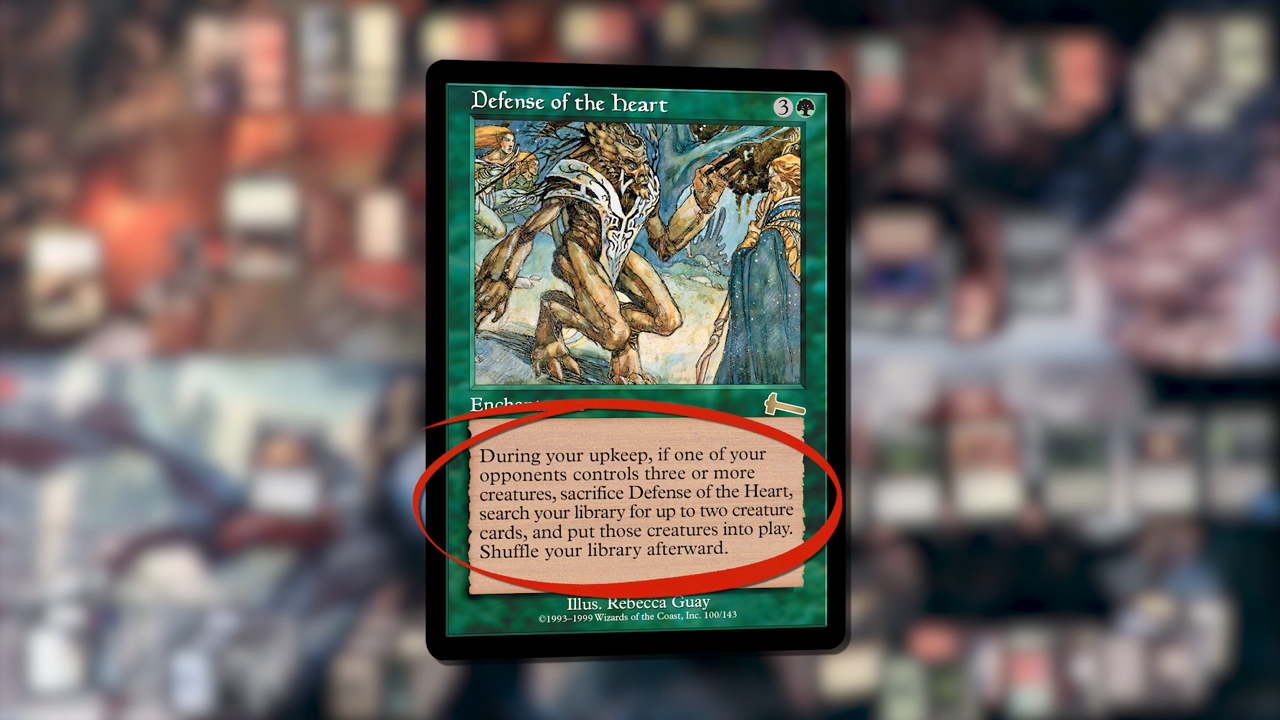 Defense of the Heart 3
During your upkeep, if one of your
opponents controls three or more
creatures, sacrifice Defense of the Heart,
search your library for up to two creature
cards, and put those creatures into play.
Shuffle your library afterward.
Illus. Rebecca Guay
©1993–1999 Wizards of the Coast, Inc. 100/143